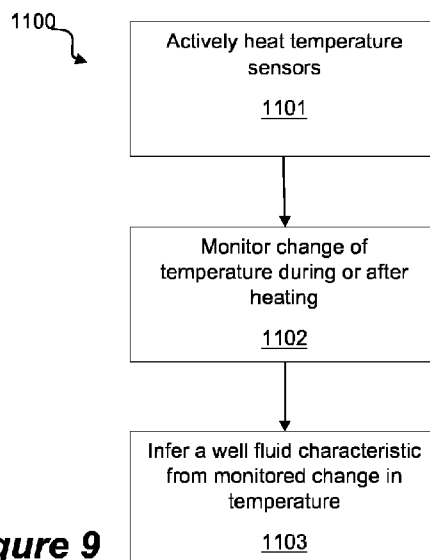 1100
Actively heat temperature
sensors
1101
Monitor change of
temperature during or after
heating
1102
Infer a well fluid characteristic
from monitored change in
temperature
1103
gure 9